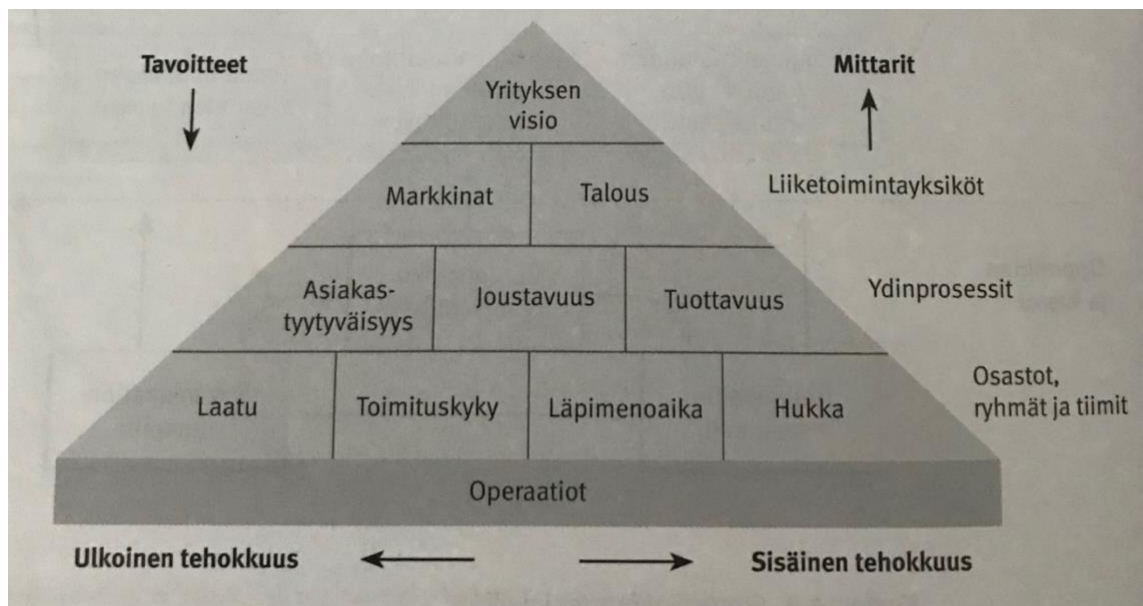 Tavoitteet
Mittarit
Yrityksen
visio
Markkinat
Talous
Liiketoimintayksiköt
Asiakas-
tyytyväisyys
Joustavuus
Tuottavuus
Ydinprosessit
Laatu
Toimituskyky
Läpimenoaika
Hukka
Osastot,
ryhmät ja tiimit
Operaatiot
Ulkoinen tehokkuus
Sisäinen tehokkuus